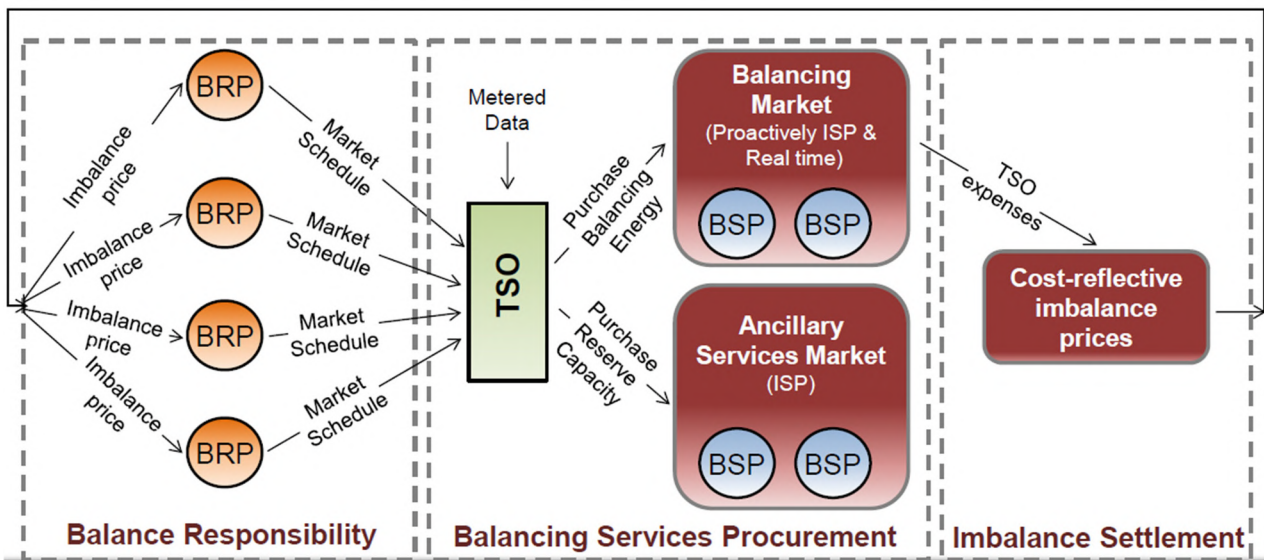 BRP
BRP
BRP
BRP
Imbalance
price
Imbalance
price
Imbalance
price
Imbalance
price
Market
Schedule
Market
Schedule
Market
Schedule
Market
Schedule
Balance Responsibility
Metered
Data
TSO
Purchase
Balancing
Energy
Purchase
Reserve
Capacity
Balancing
Market
(Proactively ISP &
Real time)
BSP BSP
Ancillary
Services Market
(ISP)
BSP BSP
Balancing Services Procurement
TSO
expenses
Cost-reflective
imbalance
prices
Imbalance Settlement